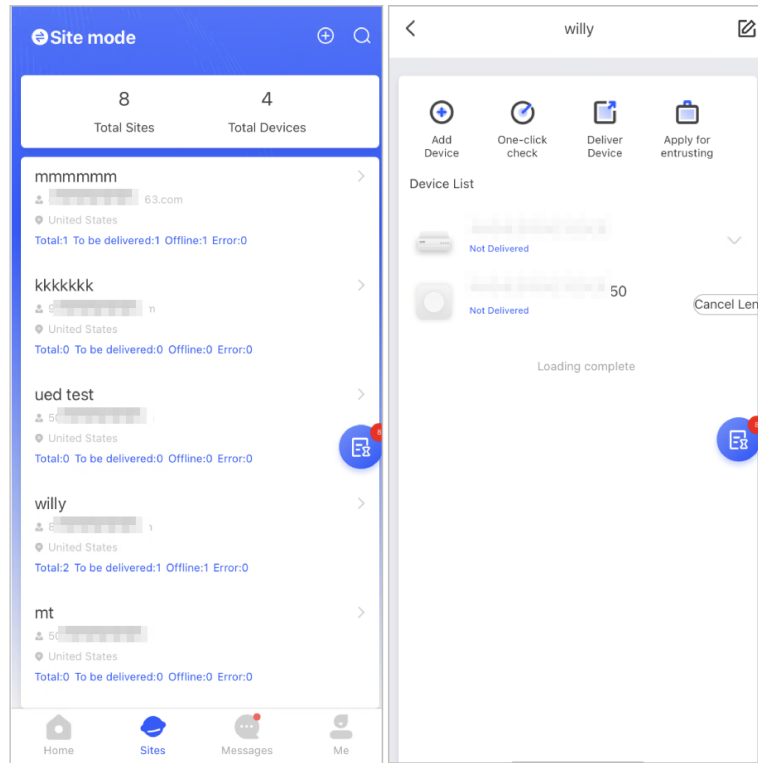 Site mode
8
4
Total Sites
Total Devices
mmmmmm
63.com
United States
Total:1 To be delivered:1 Offline:1 Error:0
kkkkkkk
United States
Total:0 To be delivered:0 Offline:0 Error:0
ued test
50
United States
Total:0 To be delivered:0 Offline:0 Error:0
8
willy
United States
Total:2 To be delivered:1 Offline:1 Error:0
mt
50
United States
Total:0 To be delivered:0 Offline:0 Error:0
Home
Sites
Messages
Me
willy
Add
Device
One-click
check
Deliver
Device
Apply for
entrusting
Device List
Not Delivered
50
Not Delivered
Cancel Len
Loading complete